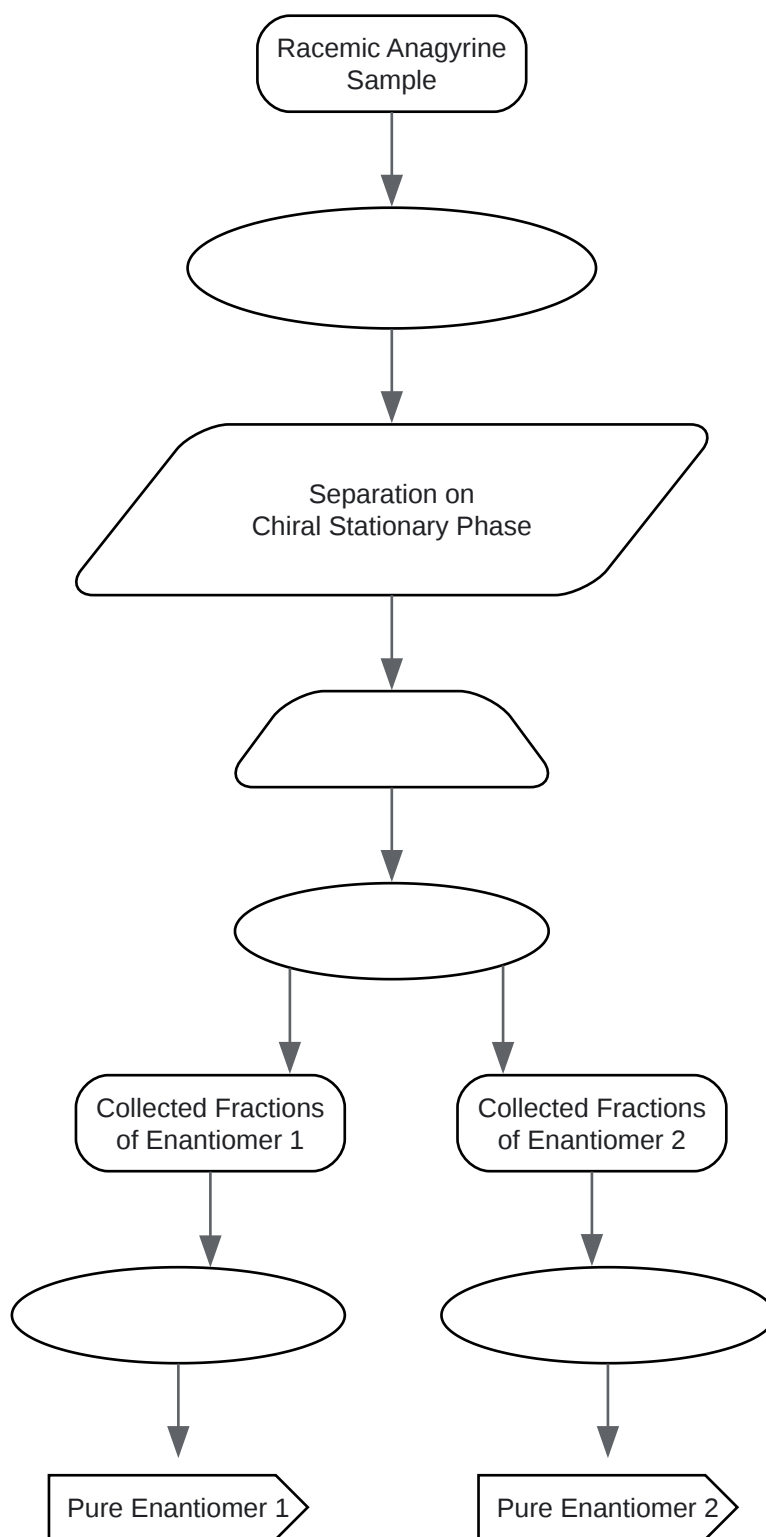 Racemic Anagyrine
Sample
Separation on
Chiral Stationary Phase
Collected Fractions
of Enantiomer 1
Collected Fractions
of Enantiomer 2
Pure Enantiomer 1
Pure Enantiomer 2